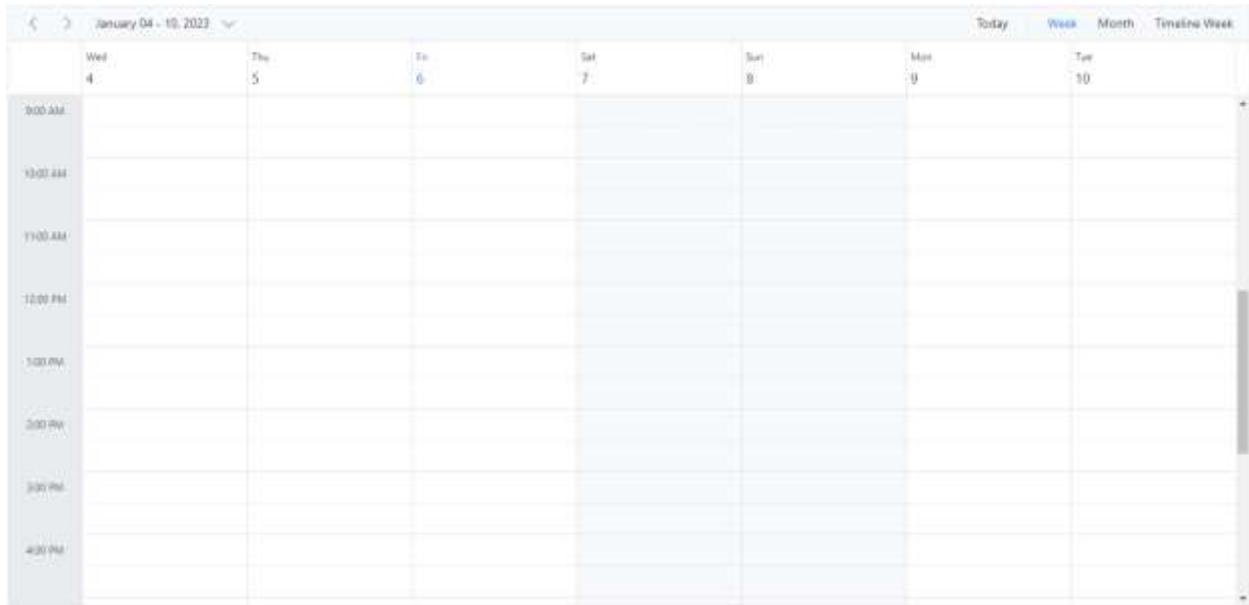 January 04 - 10, 2023 Today Week Month Timeline Week
Wed Thu Fri Sat Sun Mon Tue
4 5 6 7 8 9 10
9:00 AM
10:00 AM
11:00 AM
12:00 PM
1:00 PM
2:00 PM
3:00 PM
4:00 PM